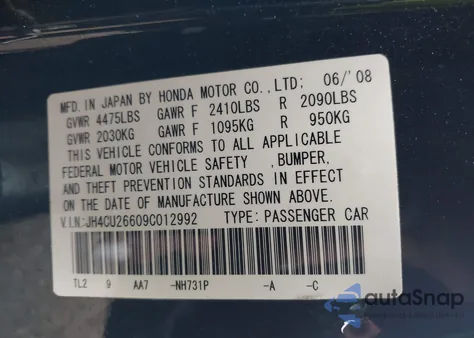 MFD. IN JAPAN BY HONDA MOTOR CO.,LTD; 06/'08
GVWR 4475LBS GAWR F 2410LBS R 2090LBS
GVWR 2030KG GAWR F 1095KG R 950KG
THIS VEHICLE CONFORMS TO ALL APPLICABLE
FEDERAL MOTOR VEHICLE SAFETY ,BUMPER,
AND THEFT PREVENTION STANDARDS IN EFFECT
ON THE DATE OF MANUFACTURE SHOWN ABOVE.
V.I.N:JH4CU26609C012992 TYPE: PASSENGER CAR
TL2 9 AA7 -NH731P -A -C
autoSnap